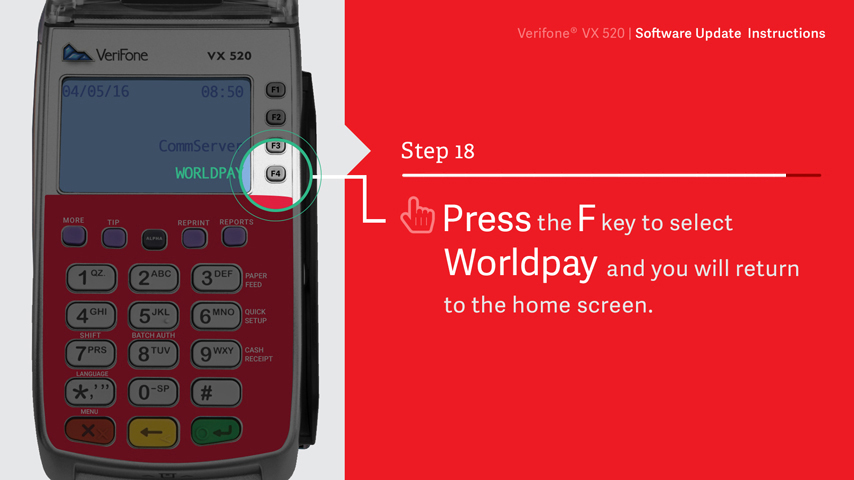 Verifone® VX 520 | Software Update Instructions
VeriFone VX 520
04/05/16 08:50
F1
F2
CommServer
F3
WORLDPAY
F4
MORE TIP ALPHA REPRINT REPORTS
1 QZ. 2 ABC 3 DEF PAPER FEED
4 GHI 5 JKL 6 MNO QUICK SETUP
SHIFT BATCH AUTH
7 PRS 8 TUV 9 WXY CASH RECEIPT
LANGUAGE
*,'" 0 -SP #
MENU
Step 18
Press the F key to select
Worldpay and you will return
to the home screen.